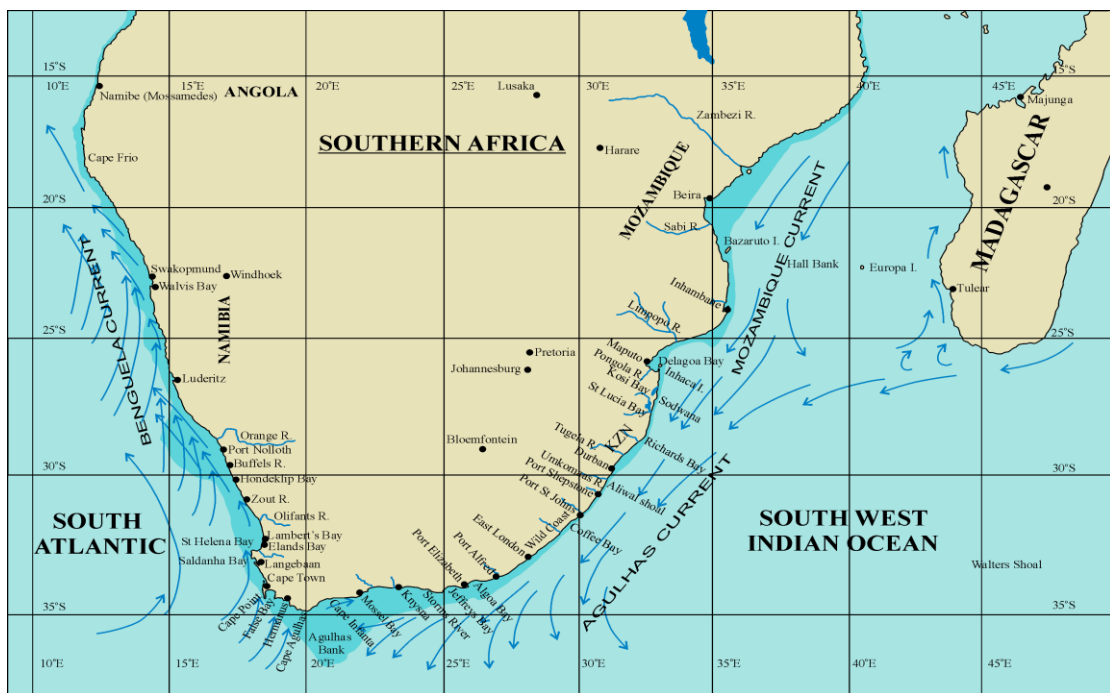 15°S
10°E
15°E
20°E
25°E
30°E
35°E
40°E
45°E
15°S
Namibe (Mossamedes)
ANGOLA
Lusaka
Majunga
Zambezi R.
SOUTHERN AFRICA
Harare
Cape Frio
MOZAMBIQUE
MADAGASCAR
Beira
20°S
20°S
Sabi R.
MOZAMBIQUE CURRENT
Bazaruto I.
Hall Bank
Europa I.
Swakopmund
Windhoek
Walvis Bay
Tulear
BENGUELA CURRENT
NAMIBIA
Inhambane
Limpopo R.
25°S
25°S
Pretoria
Maputo
Delagoa Bay
Johannesburg
Pongola R.
Inhaca I.
Kosi Bay
Luderitz
St Lucia Bay
Sodwana
Orange R.
Bloemfontein
Tugela R.
KZN
Port Nolloth
Richards Bay
Buffels R.
Durban
30°S
30°S
Hondeklip Bay
Umkomaas R.
Aliwal shoal
Port Shepstone
Zout R.
Port St Johns
AGULHAS CURRENT
SOUTH
ATLANTIC
Olifants R.
Wild Coast
Coffee Bay
SOUTH WEST
INDIAN OCEAN
St Helena Bay
Lambert's Bay
Elands Bay
East London
Saldanha Bay
Langebaan
Port Alfred
Walters Shoal
Cape Town
Port Elizabeth
Algoa Bay
Cape Point
False Bay
Hermanus
Cape Agulhas
Mossel Bay
Knysna
Storms River
Jeffreys Bay
35°S
35°S
Cape Infanta
Agulhas
Bank
10°E
15°E
20°E
25°E
30°E
35°E
40°E
45°E